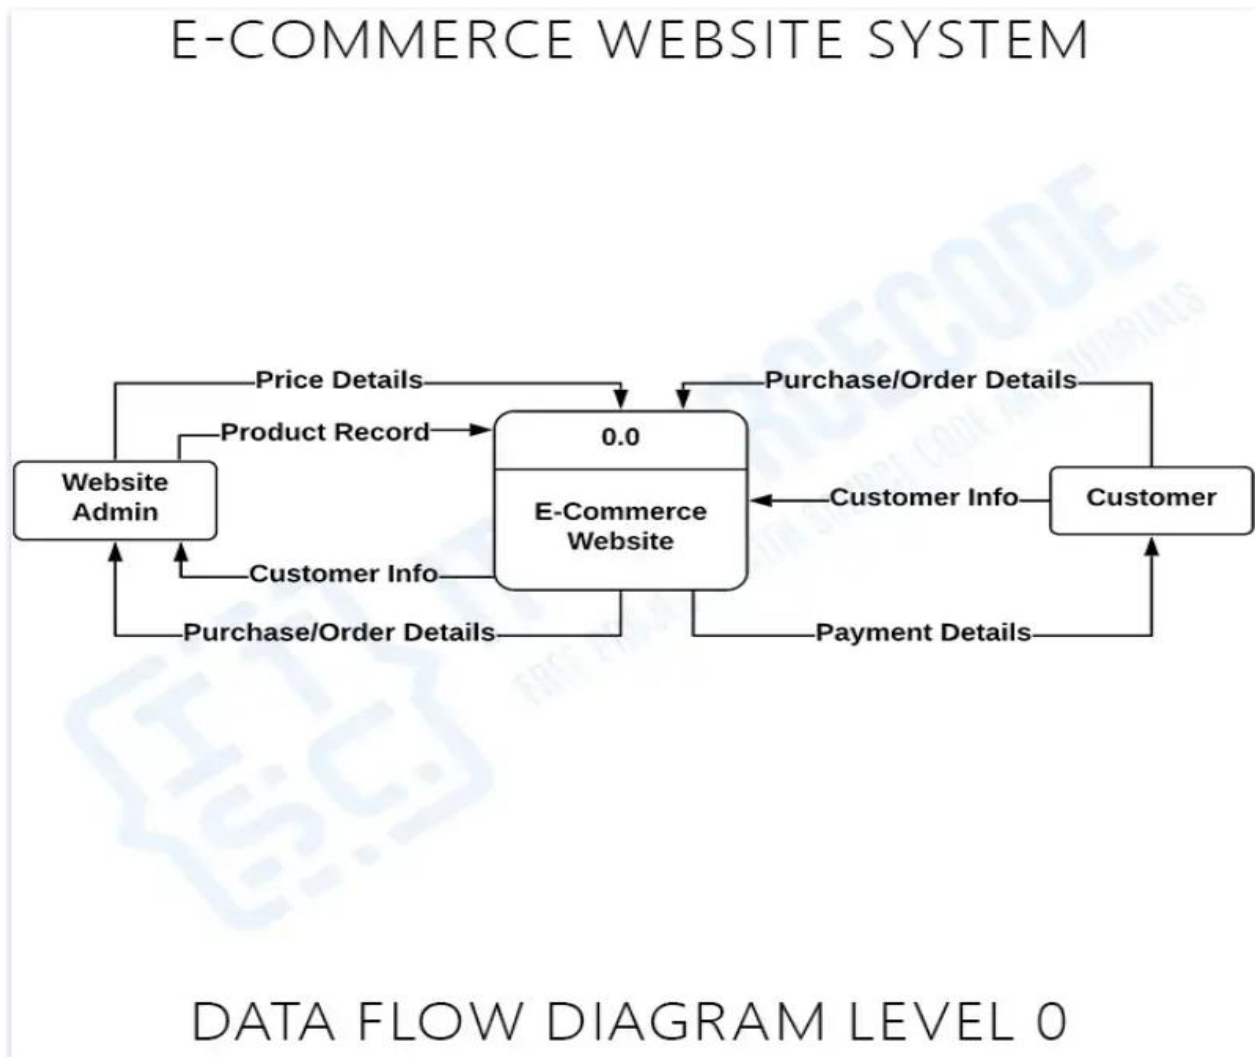 E-COMMERCE WEBSITE SYSTEM
Price Details
Purchase/Order Details
Product Record
0.0
Website
Admin
E-Commerce
Website
Customer Info
Customer
Customer Info
Purchase/Order Details
Payment Details
DATA FLOW DIAGRAM LEVEL 0